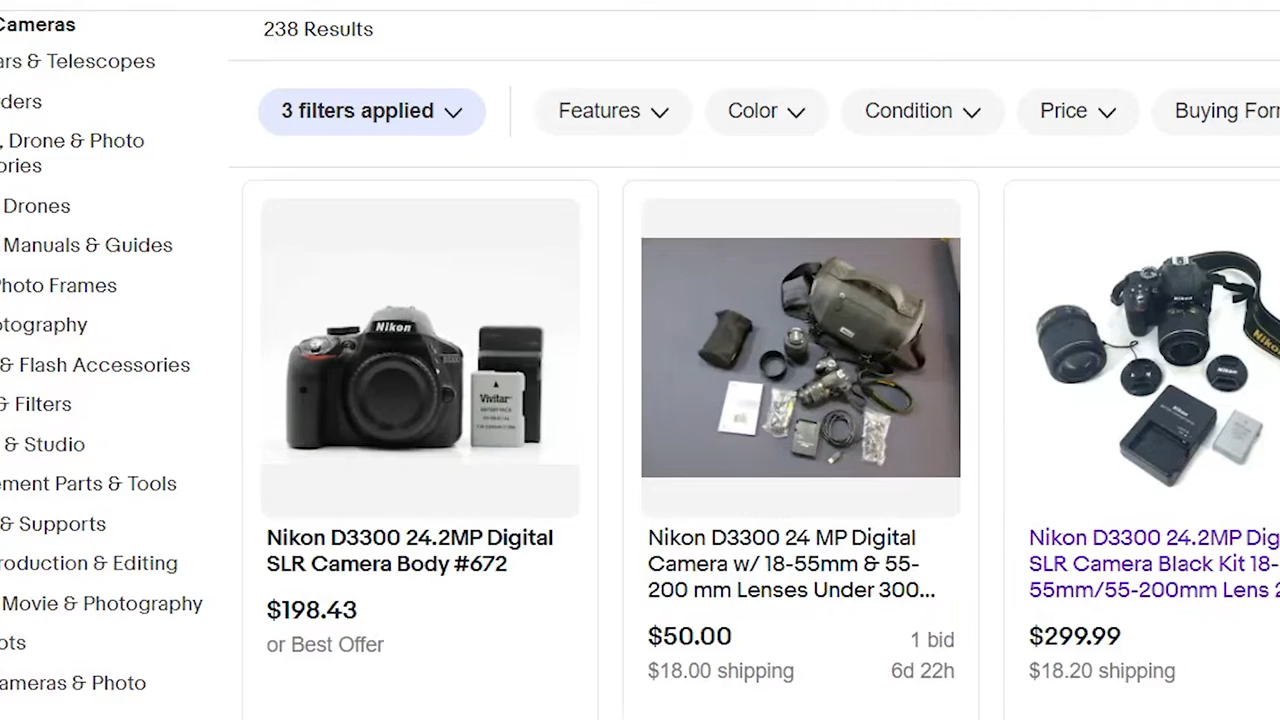 Cameras
238 Results
ars & Telescopes
ders
, Drone & Photo
ories
Drones
Manuals & Guides
Photo Frames
otography
& Flash Accessories
& Filters
& Studio
ement Parts & Tools
& Supports
roduction & Editing
Movie & Photography
ots
ameras & Photo
3 filters applied
Features
Color
Condition
Price
Buying For
Nikon
Vivitar
Nikon
Nikon
Nikon D3300 24.2MP Digital
SLR Camera Body #672
$198.43
or Best Offer
Nikon D3300 24 MP Digital
Camera w/ 18-55mm & 55-
200 mm Lenses Under 300...
$50.00
1 bid
$18.00 shipping
6d 22h
Nikon D3300 24.2MP Dig
SLR Camera Black Kit 18-
55mm/55-200mm Lens 2
$299.99
$18.20 shipping